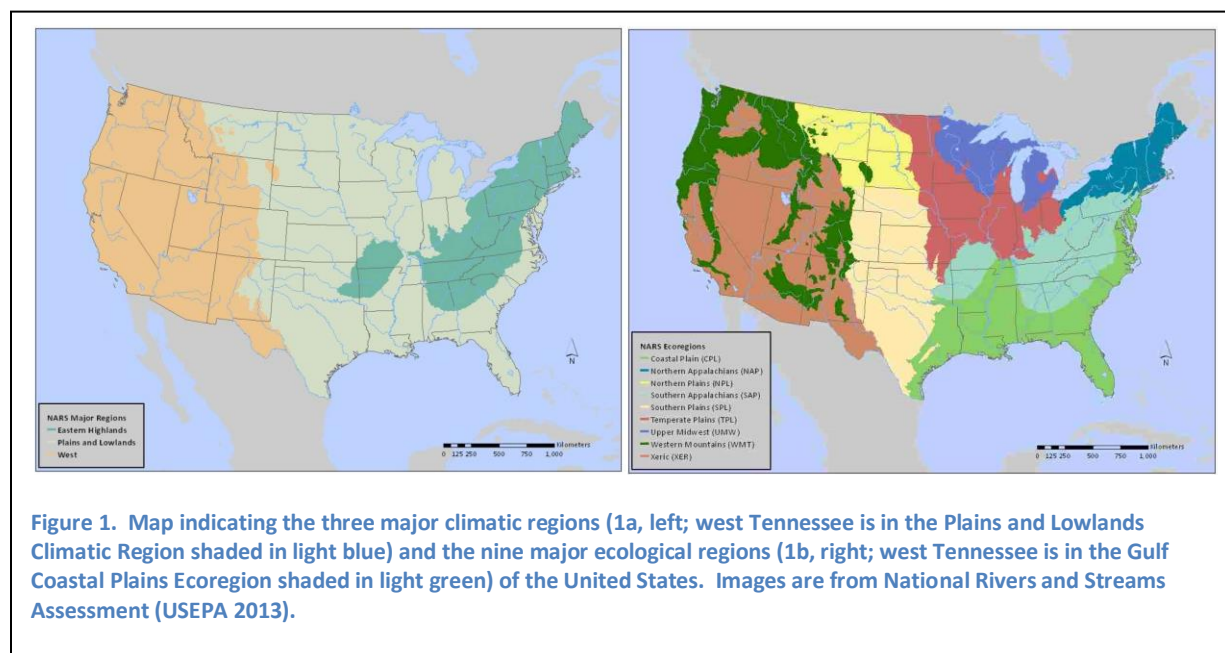 NARS Major Regions
Eastern Highlands
Plains and Lowlands
West
N
Kilometers
0 125 250 500 750 1,000
NARS Ecoregions
Coastal Plain (CPL)
Northern Appalachians (NAP)
Northern Plains (NPL)
Southern Appalachians (SAP)
Southern Plains (SPL)
Temperate Plains (TPL)
Upper Midwest (UMW)
Western Mountains (WMT)
Xeric (XER)
N
Kilometers
0 125 250 500 750 1,000
Figure 1. Map indicating the three major climatic regions (1a, left; west Tennessee is in the Plains and Lowlands
Climatic Region shaded in light blue) and the nine major ecological regions (1b, right; west Tennessee is in the Gulf
Coastal Plains Ecoregion shaded in light green) of the United States. Images are from National Rivers and Streams
Assessment (USEPA 2013).